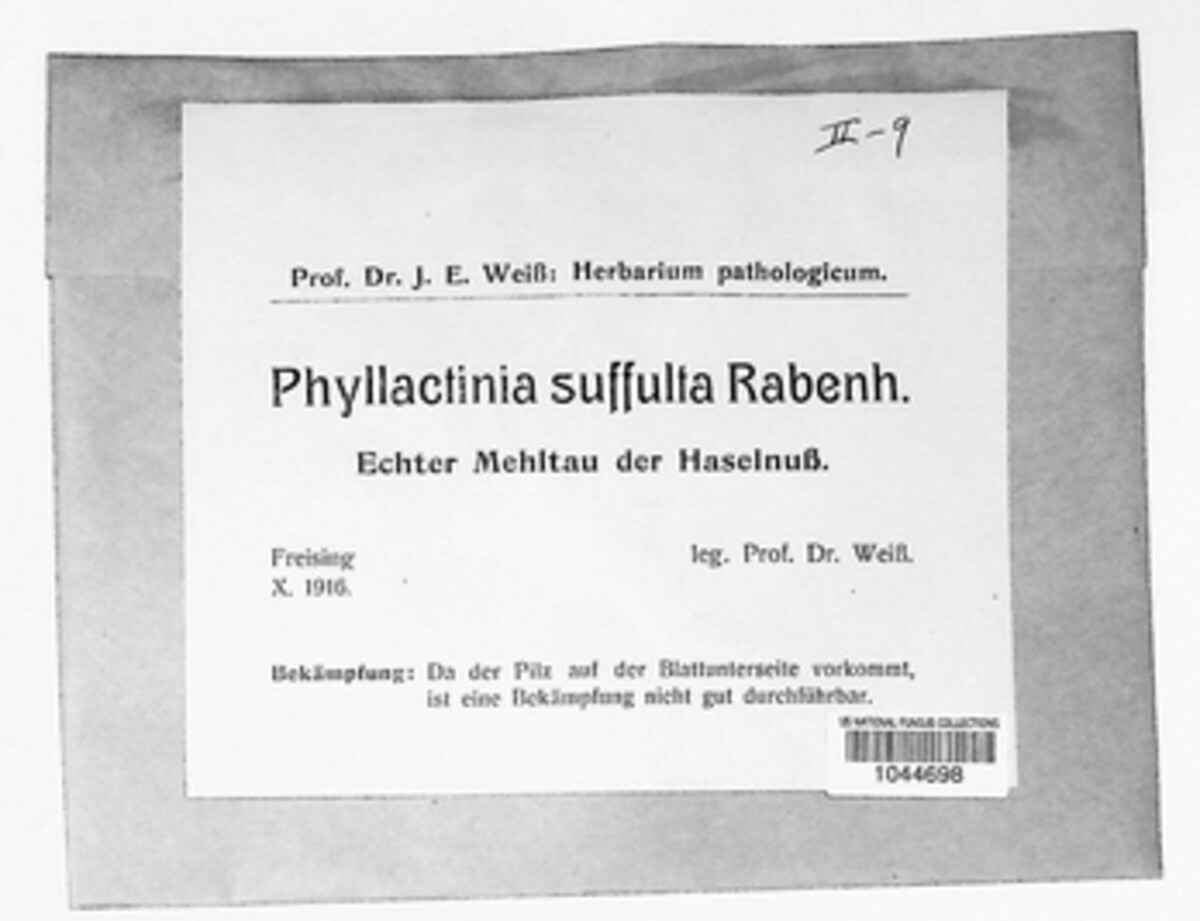 II-9
Prof. Dr. J. E. Weiß: Herbarium pathologicum.
Phyllactinia suffulta Rabenh.
Echter Mehltau der Haselnuß.
Freising
leg. Prof. Dr. Weiß.
X. 1916.
Bekämpfung: Da der Pilz auf der Blattunterseite vorkommt,
ist eine Bekämpfung nicht gut durchführbar.
US NATIONAL FUNGUS COLLECTIONS
1044698